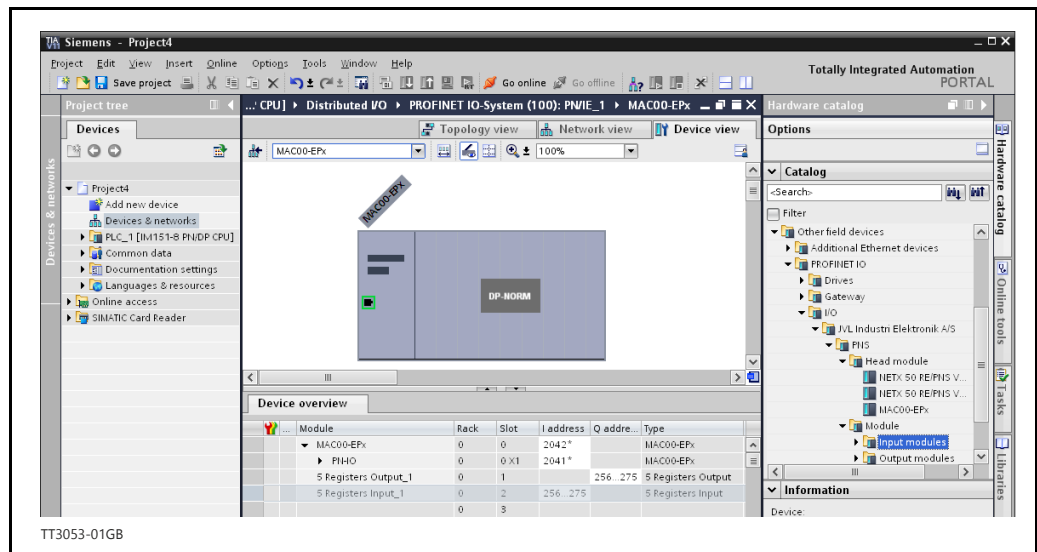 Siemens - Project4
Project Edit View Insert Online Options Tools Window Help
Totally Integrated Automation
PORTAL
Save project
Go online
Go offline
Project tree
...' CPU] Distributed I/O PROFINET IO-System (100): PN/IE_1 MAC00-EPx
Hardware catalog
Devices
Topology view
Network view
Device view
Options
MAC00-EPx
100%
Catalog
<Search>
Filter
Project4
Add new device
Devices & networks
PLC_1 [IM151-8 PN/DP CPU]
Common data
Documentation settings
Languages & resources
Online access
SIMATIC Card Reader
MAC00-EPX
DP-NORM
Other field devices
Additional Ethernet devices
PROFINET IO
Drives
Gateway
I/O
JVL Industri Elektronik A/S
PNS
Head module
NETX 50 RE/PNS V...
NETX 50 RE/PNS V...
MAC00-EPx
Module
Input modules
Output modules
Information
Device:
Devices & networks
Hardware catalog
Online tools
Tasks
Libraries
Device overview
... Module Rack Slot I address Q addre... Type
MAC00-EPx 0 0 2042* MAC00-EPx
PN-IO 0 0 X1 2041* MAC00-EPx
5 Registers Output_1 0 1 256...275 5 Registers Output
5 Registers Input_1 0 2 256...275 5 Registers Input
0 3
TT3053-01GB